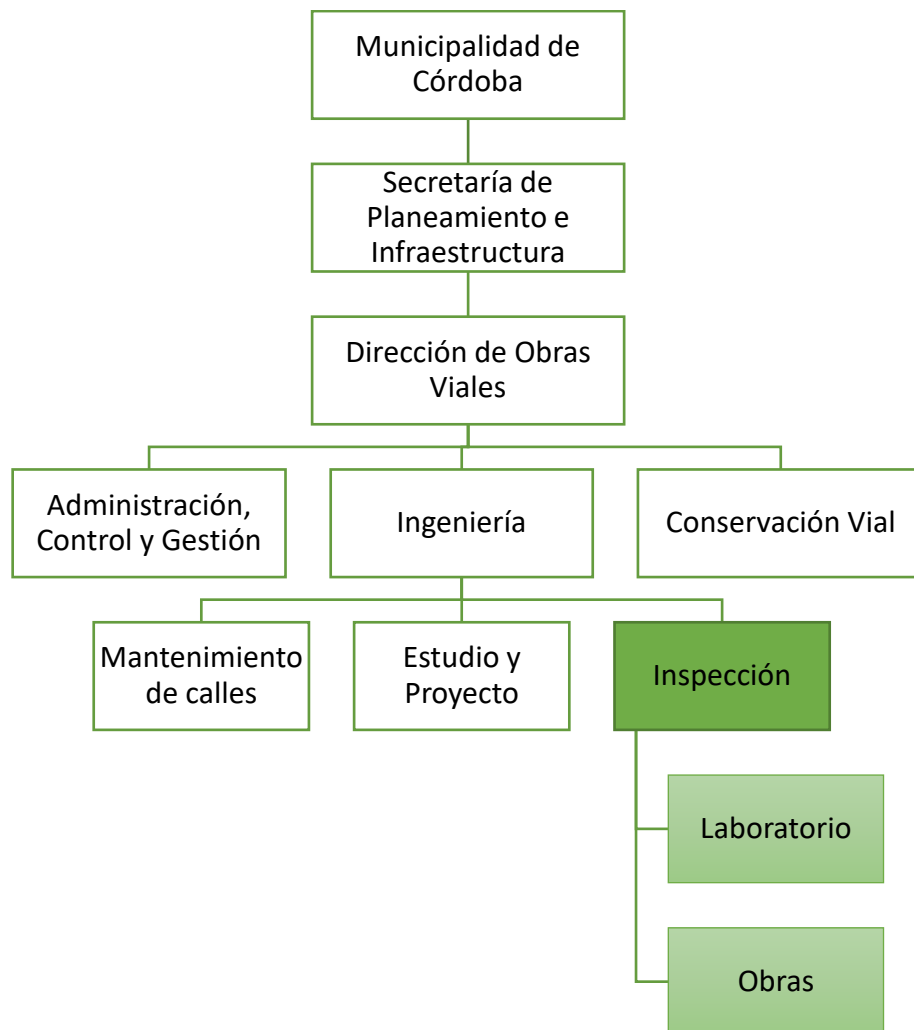 Municipalidad de
Córdoba
Secretaría de
Planeamiento e
Infraestructura
Dirección de Obras
Viales
Administración,
Control y Gestión
Ingeniería
Conservación Vial
Mantenimiento
de calles
Estudio y
Proyecto
Inspección
Laboratorio
Obras